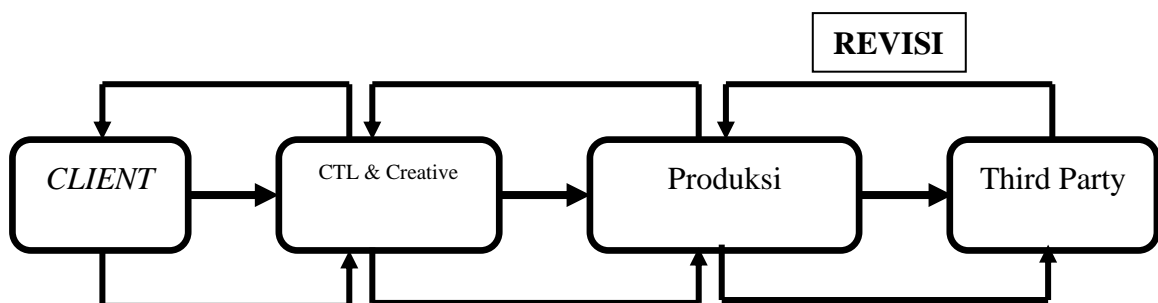 REVISI
CLIENT
CTL & Creative
Produksi
Third Party